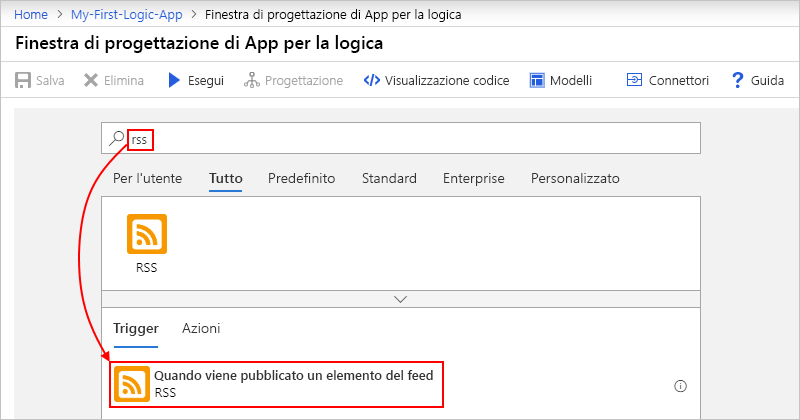 Home > My-First-Logic-App > Finestra di progettazione di App per la logica
Finestra di progettazione di App per la logica
Salva Elimina Esegui Progettazione Visualizzazione codice Modelli Connettori ? Guida
rss
Per l'utente Tutto Predefinito Standard Enterprise Personalizzato
RSS
Trigger Azioni
Quando viene pubblicato un elemento del feed
RSS